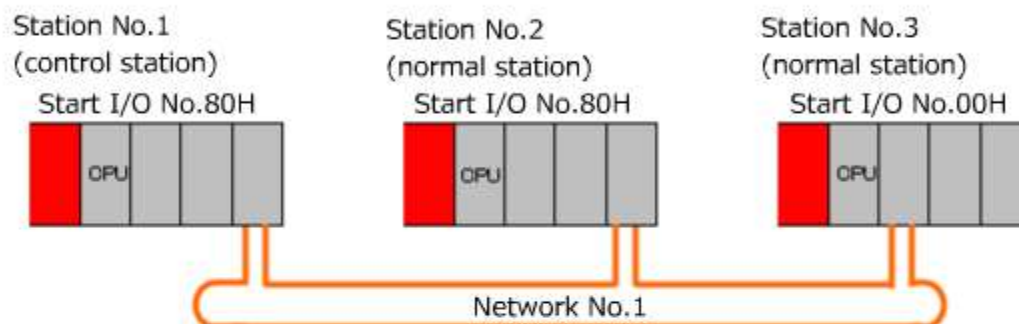 Station No.1
(control station)
Start I/O No.80H
CPU
Station No.2
(normal station)
Start I/O No.80H
CPU
Station No.3
(normal station)
Start I/O No.00H
CPU
Network No.1